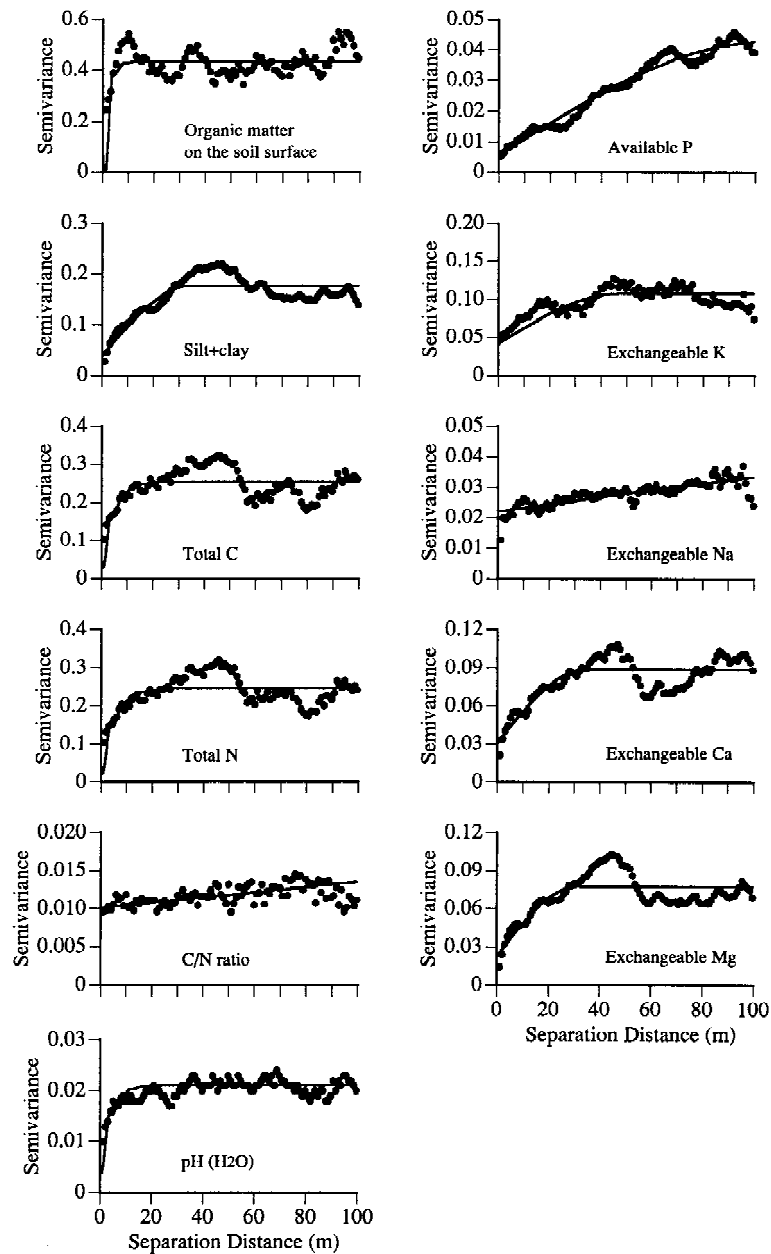 0.6
0.4
0.2
0
Semivariance
Organic matter
on the soil surface
0.3
0.2
0.1
0
Semivariance
Silt+clay
0.4
0.3
0.2
0.1
0
Semivariance
Total C
0.4
0.3
0.2
0.1
0
Semivariance
Total N
0.020
0.015
0.010
0.005
0
Semivariance
C/N ratio
0.03
0.02
0.01
0
Semivariance
pH (H2O)
0 20 40 60 80 100
Separation Distance (m)
0.05
0.04
0.03
0.02
0.01
0
Semivariance
Available P
0.20
0.15
0.10
0.05
0
Semivariance
Exchangeable K
0.05
0.04
0.03
0.02
0.01
0
Semivariance
Exchangeable Na
0.12
0.09
0.06
0.03
0
Semivariance
Exchangeable Ca
0.12
0.09
0.06
0.03
0
Semivariance
Exchangeable Mg
0 20 40 60 80 100
Separation Distance (m)